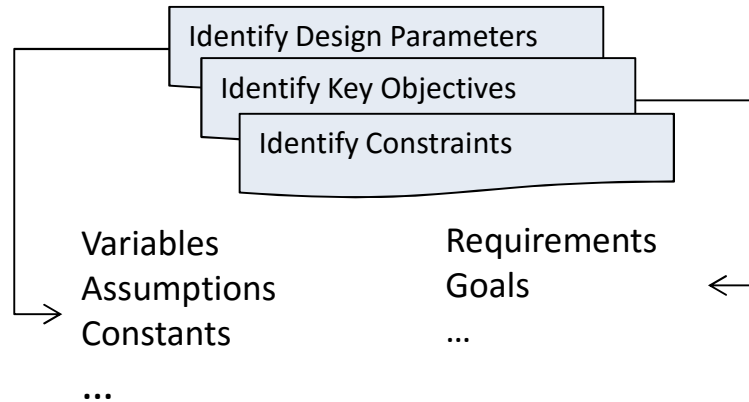 Identify Design Parameters
Identify Key Objectives
Identify Constraints
Variables
Assumptions
Constants
...
Requirements
Goals
...